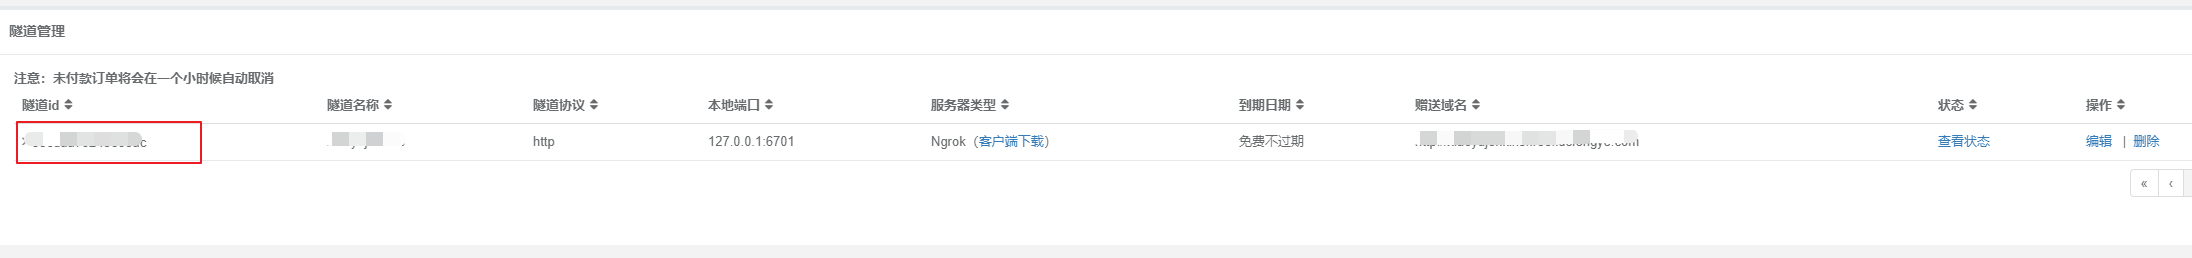 隧道管理
注意：未付款订单将会在一个小时候自动取消
隧道id 隧道名称 隧道协议 本地端口 服务器类型 到期日期 赠送域名 状态 操作
http 127.0.0.1:6701 Ngrok（客户端下载） 免费不过期 .com 查看状态 编辑 | 删除
« ‹